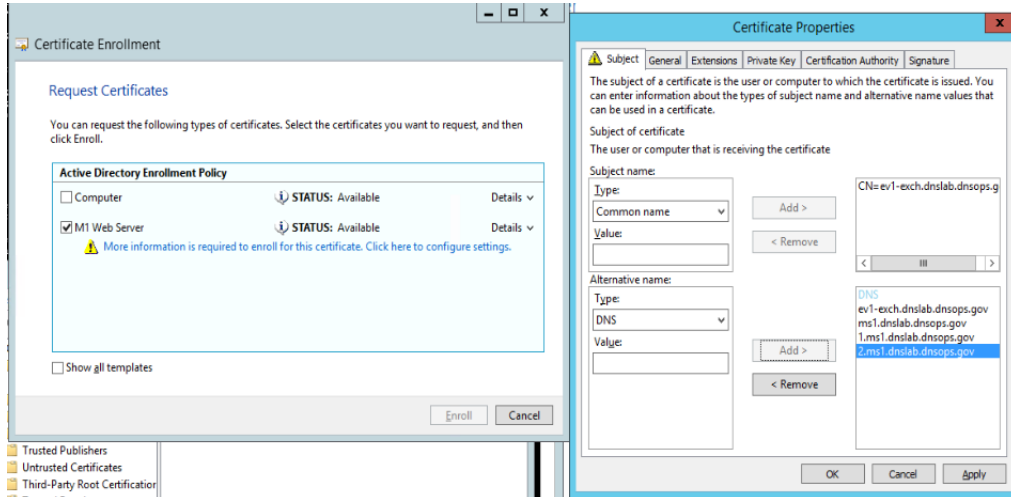 Certificate Enrollment
Request Certificates
You can request the following types of certificates. Select the certificates you want to request, and then
click Enroll.
Active Directory Enrollment Policy
Computer
STATUS: Available
Details
M1 Web Server
STATUS: Available
Details
More information is required to enroll for this certificate. Click here to configure settings.
Show all templates
Enroll
Cancel
Trusted Publishers
Untrusted Certificates
Third-Party Root Certification
Certificate Properties
x
Subject
General
Extensions
Private Key
Certification Authority
Signature
The subject of a certificate is the user or computer to which the certificate is issued. You
can enter information about the types of subject name and alternative name values that
can be used in a certificate.
Subject of certificate
The user or computer that is receiving the certificate
Subject name:
Type:
Common name
Value:
Add >
< Remove
CN=ev1-exch.dnslab.dnsops.g
Alternative name:
Type:
DNS
Value:
Add >
< Remove
DNS
ev1-exch.dnslab.dnsops.gov
ms1.dnslab.dnsops.gov
1.ms1.dnslab.dnsops.gov
2.ms1.dnslab.dnsops.gov
OK
Cancel
Apply